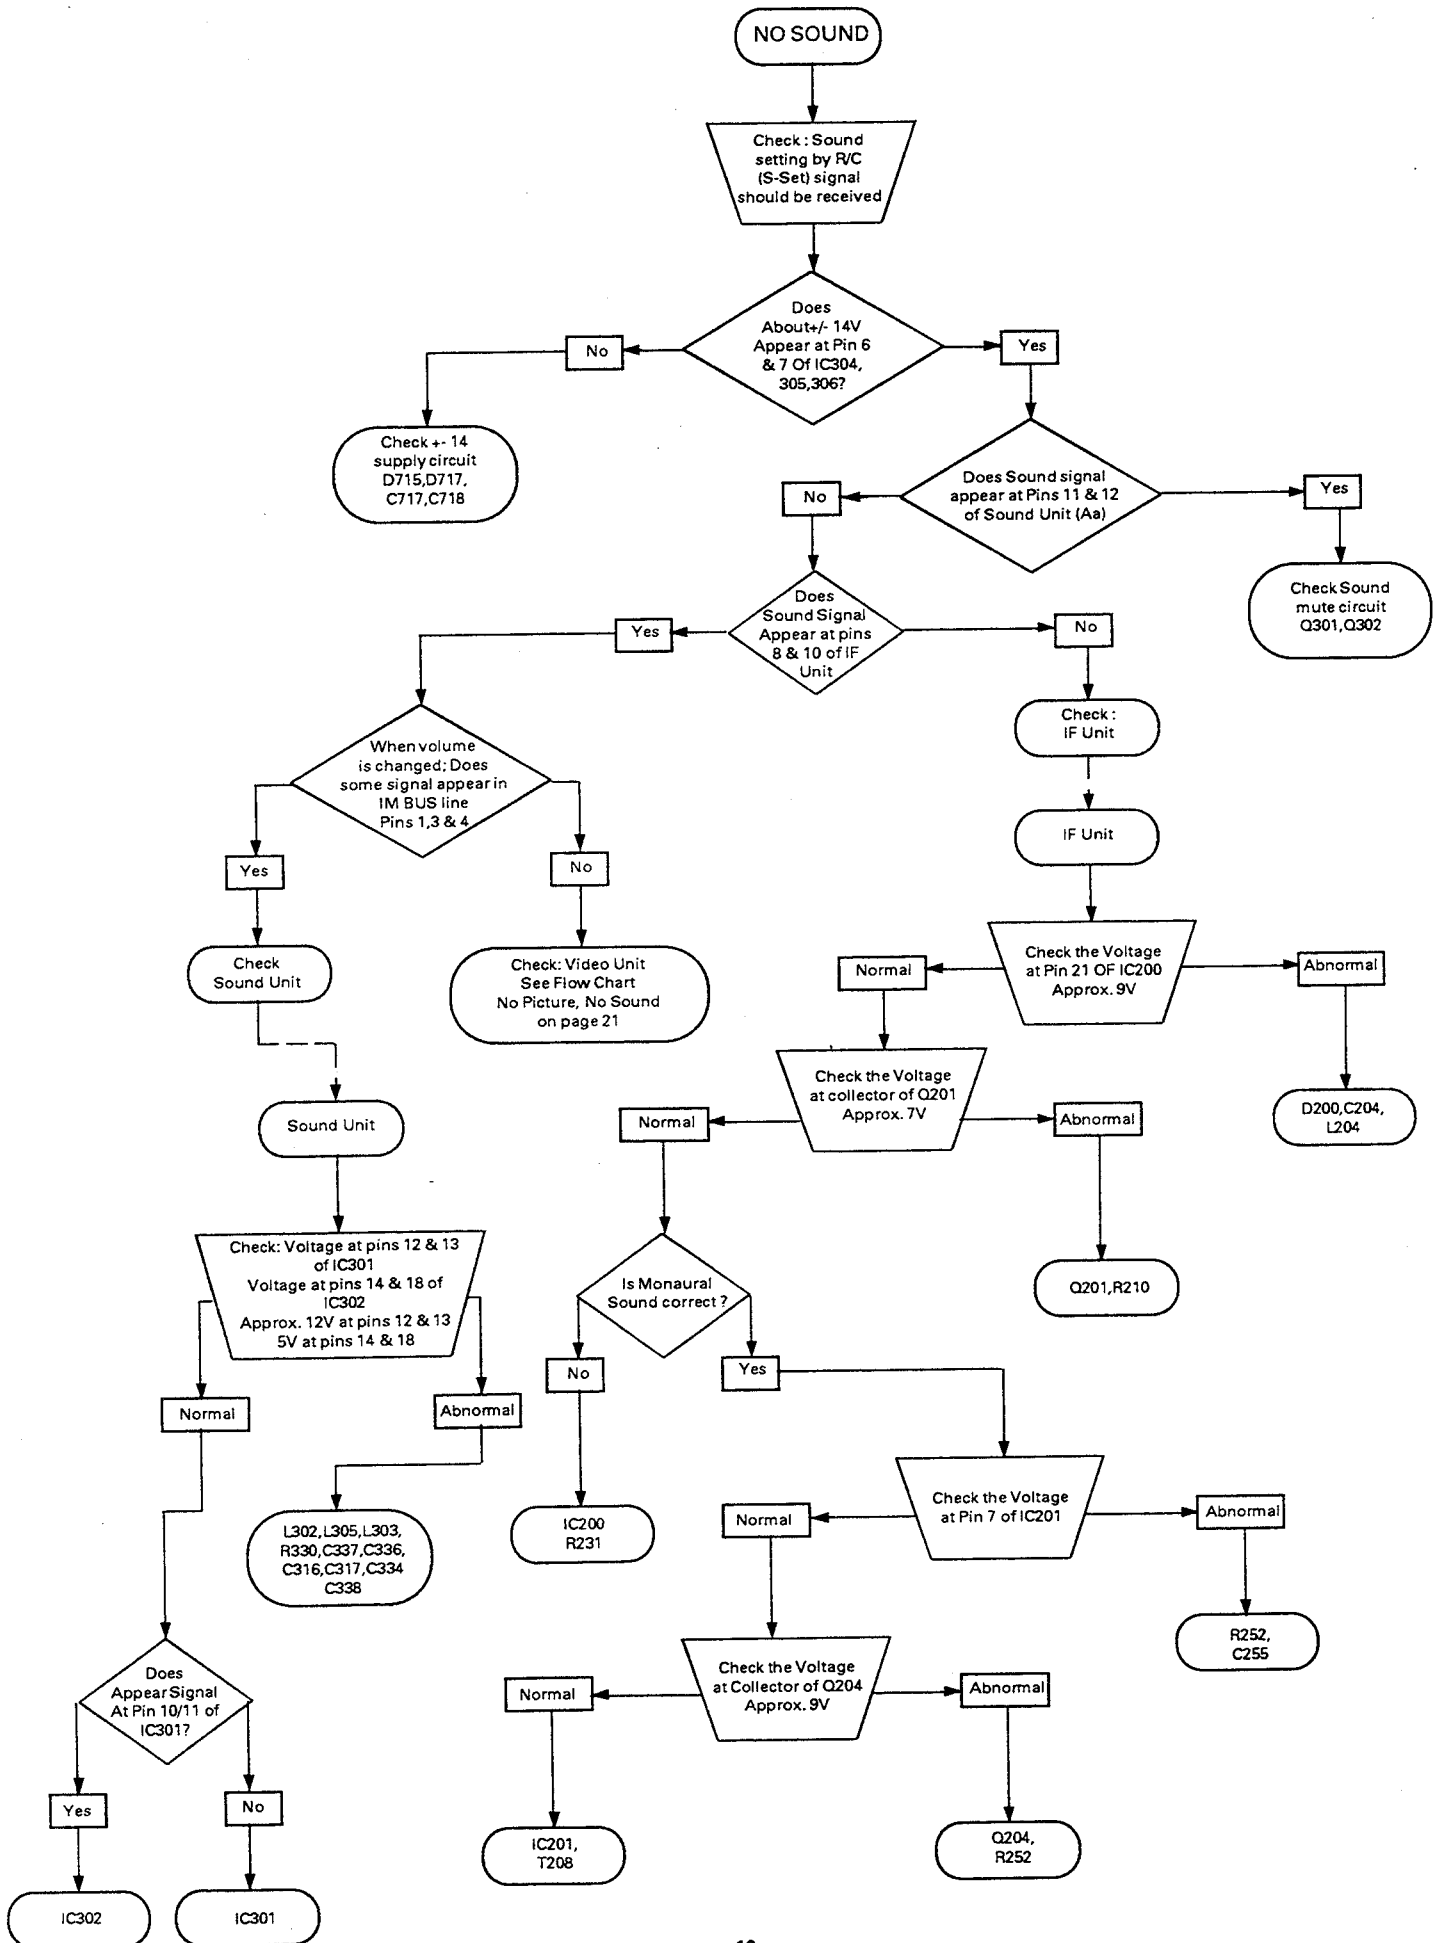 NO SOUND
Check : Sound
setting by R/C
(S-Set) signal
should be received
Does
About+/- 14V
Appear at Pin 6
& 7 Of IC304,
305,306?
No
Yes
Check +- 14
supply circuit
D715,D717,
C717,C718
Does Sound signal
appear at Pins 11 & 12
of Sound Unit (Aa)
No
Yes
Check Sound
mute circuit
Q301,Q302
Does
Sound Signal
Appear at pins
8 & 10 of IF
Unit
Yes
No
Check :
IF Unit
IF Unit
When volume
is changed; Does
some signal appear in
IM BUS line
Pins 1,3 & 4
Yes
No
Check
Sound Unit
Check: Video Unit
See Flow Chart
No Picture, No Sound
on page 21
Check the Voltage
at Pin 21 OF IC200
Approx. 9V
Normal
Abnormal
D200,C204,
L204
Check the Voltage
at collector of Q201
Approx. 7V
Normal
Abnormal
Q201,R210
Sound Unit
Check: Voltage at pins 12 & 13
of IC301
Voltage at pins 14 & 18 of
IC302
Approx. 12V at pins 12 & 13
5V at pins 14 & 18
Normal
Abnormal
L302,L305,L303,
R330,C337,C336,
C316,C317,C334
C338
Is Monaural
Sound correct ?
No
Yes
IC200
R231
Check the Voltage
at Pin 7 of IC201
Normal
Abnormal
R252,
C255
Check the Voltage
at Collector of Q204
Approx. 9V
Normal
Abnormal
IC201,
T208
Q204,
R252
Does
Appear Signal
At Pin 10/11 of
IC301?
Yes
No
IC302
IC301